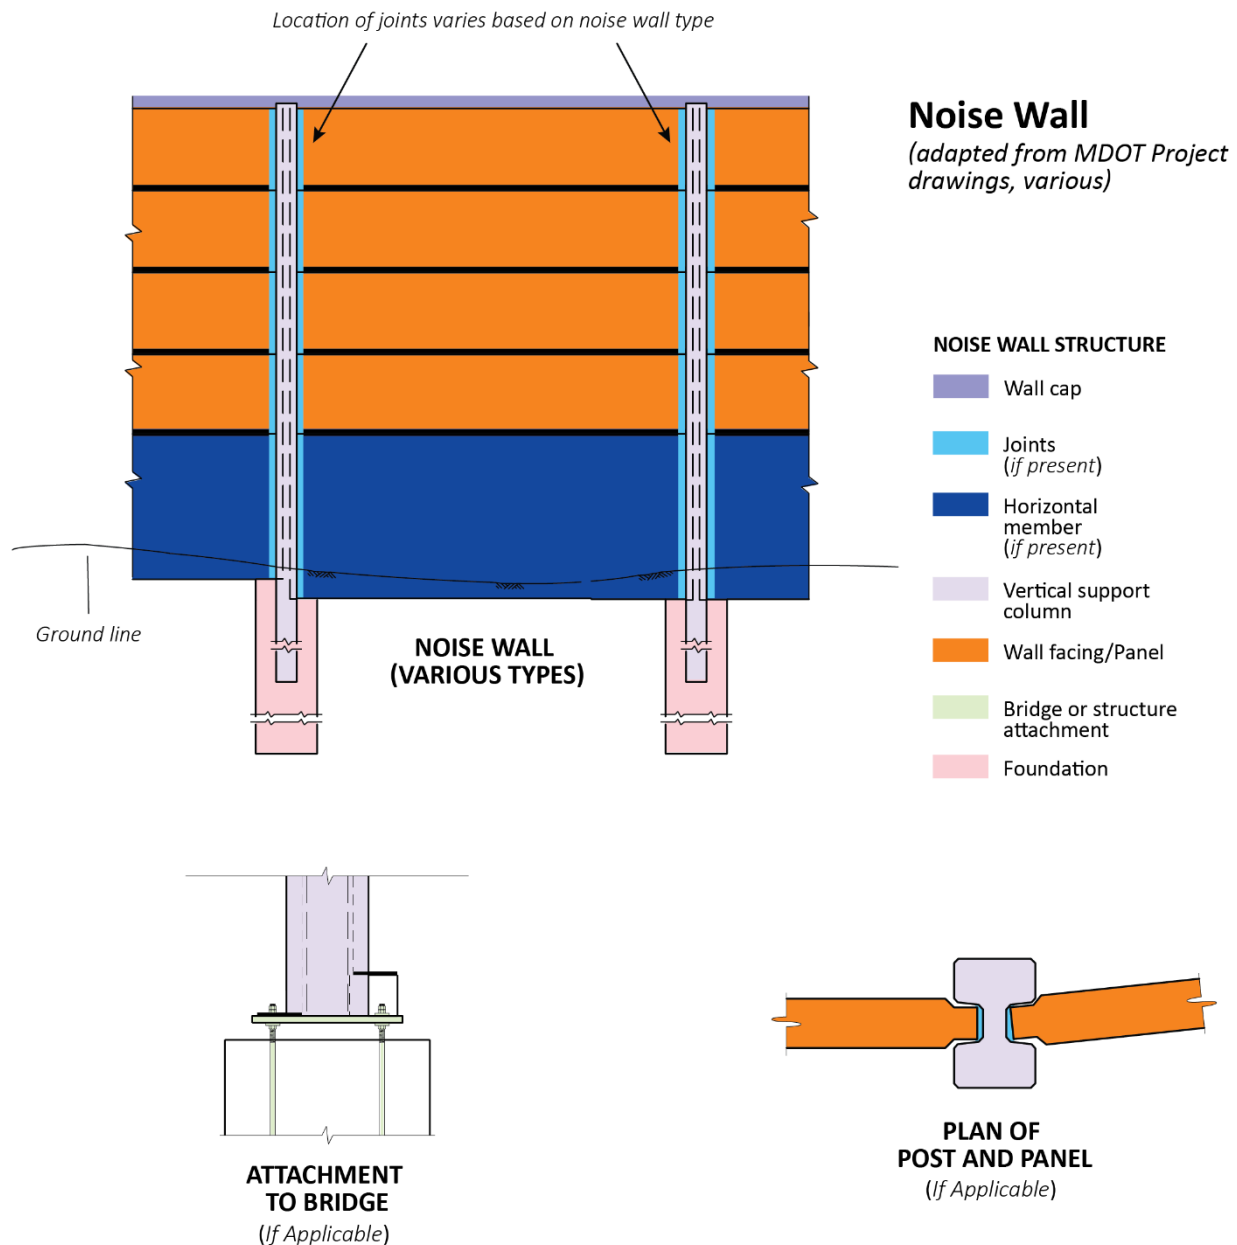 Location of joints varies based on noise wall type
Noise Wall
(adapted from MDOT Project
drawings, various)
NOISE WALL STRUCTURE
Wall cap
Joints
(if present)
Horizontal
member
(if present)
Vertical support
column
Wall facing/Panel
Bridge or structure
attachment
Foundation
Ground line
NOISE WALL
(VARIOUS TYPES)
ATTACHMENT
TO BRIDGE
(If Applicable)
PLAN OF
POST AND PANEL
(If Applicable)